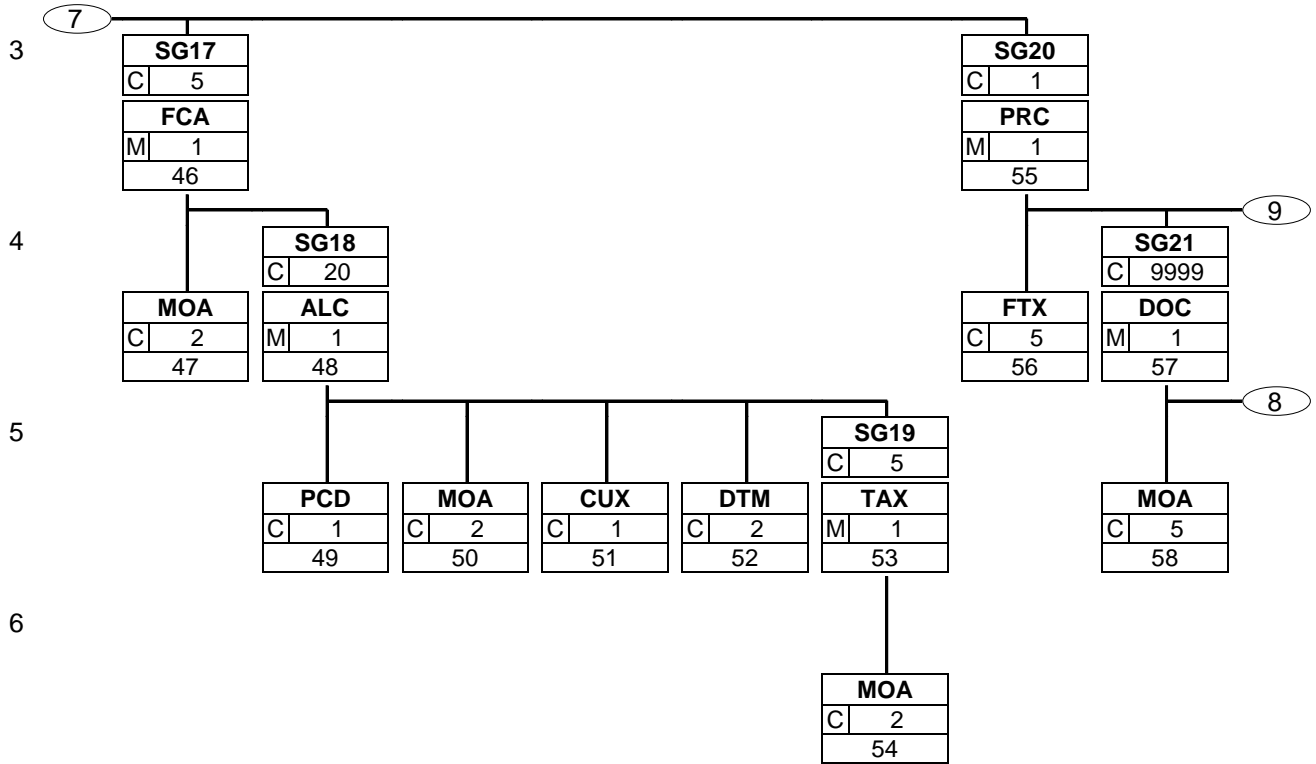 7
3
SG17 SG20
C 5 C 1
FCA PRC
M 1 M 1
46 55
9
4
SG18 SG21
C 20 C 9999
MOA ALC FTX DOC
C 2 M 1 C 5 M 1
47 48 56 57
8
5
SG19
C 5
PCD MOA CUX DTM TAX MOA
C 1 C 2 C 1 C 2 M 1 C 5
49 50 51 52 53 58
6
MOA
C 2
54